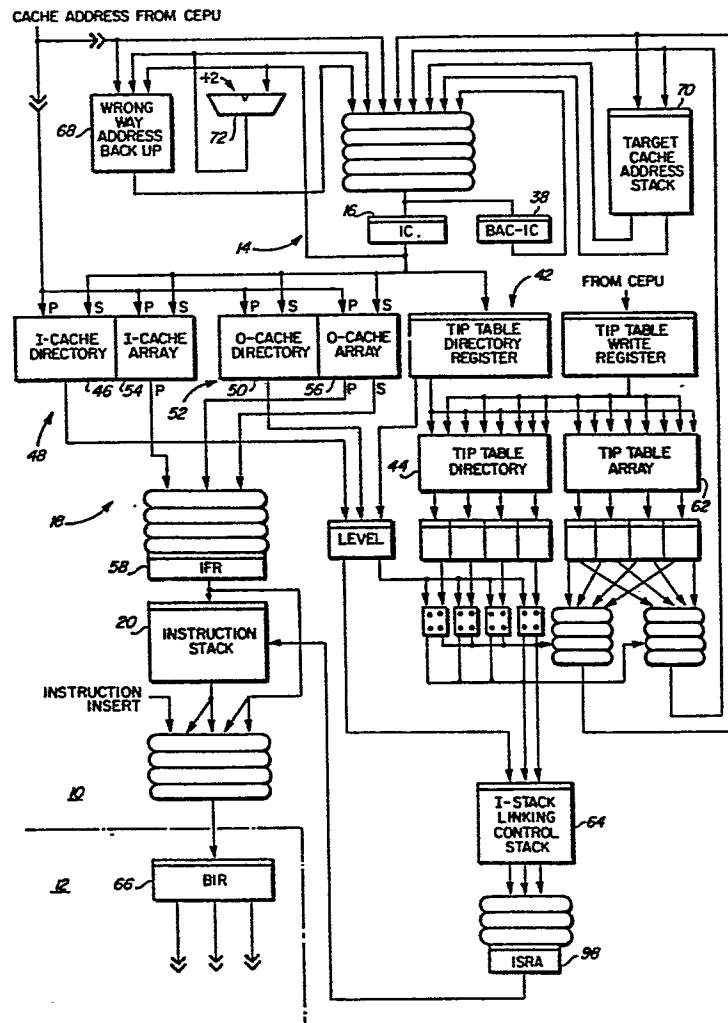 CACHE ADDRESS FROM CEPU
68
WRONG
WAY
ADDRESS
BACK UP
+2
72
70
TARGET
CACHE
ADDRESS
STACK
16
IC.
38
BAC-IC
14
42
FROM CEPU
P S P S P S P S
I-CACHE
DIRECTORY
I-CACHE
ARRAY
O-CACHE
DIRECTORY
O-CACHE
ARRAY
TIP TABLE
DIRECTORY
REGISTER
TIP TABLE
WRITE
REGISTER
46 54 P 52 50 56 P S
48
44
TIP TABLE
DIRECTORY
TIP TABLE
ARRAY
62
18
LEVEL
58
IFR
20
INSTRUCTION
STACK
INSTRUCTION
INSERT
10
I-STACK
LINKING
CONTROL
STACK
64
12
66
BIR
ISRA
98